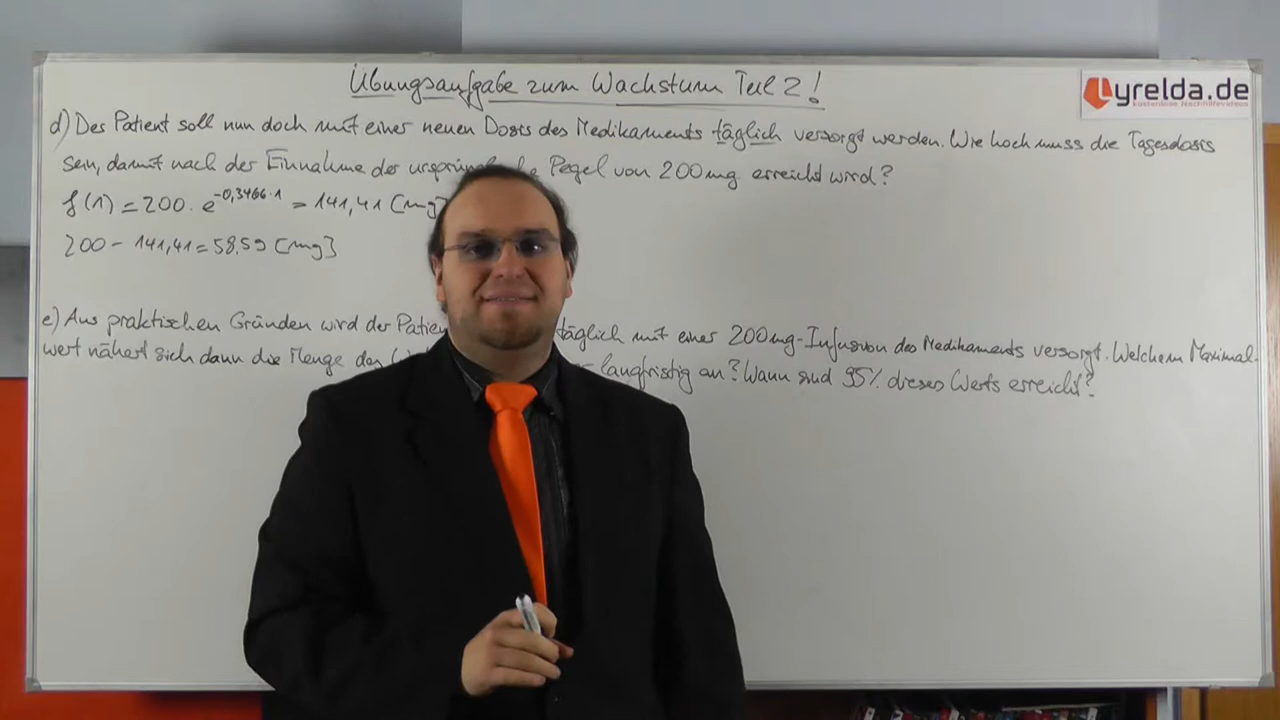 Übungsaufgabe zum Wachstum Teil 2!
Lyrelda.de
kostenlose Nachhilfevideos
d) Der Patient soll nun doch mit einer neuen Dosis des Medikaments täglich versorgt werden. Wie hoch muss die Tagesdosis
sein, damit nach der Einnahme der Pegel von 200mg erreicht wird?
f(1) = 200 · e^-0,3466·1 = 141,41 [mg]
200 - 141,41 = 58,59 [mg]
e) Aus praktischen Gründen wird der täglich mit einer 200mg-Infusion des Medikaments versorgt. Welchem Maximal-
wert nähert sich dann die Menge des langfristig an? Wann sind 95% dieses Werts erreicht?